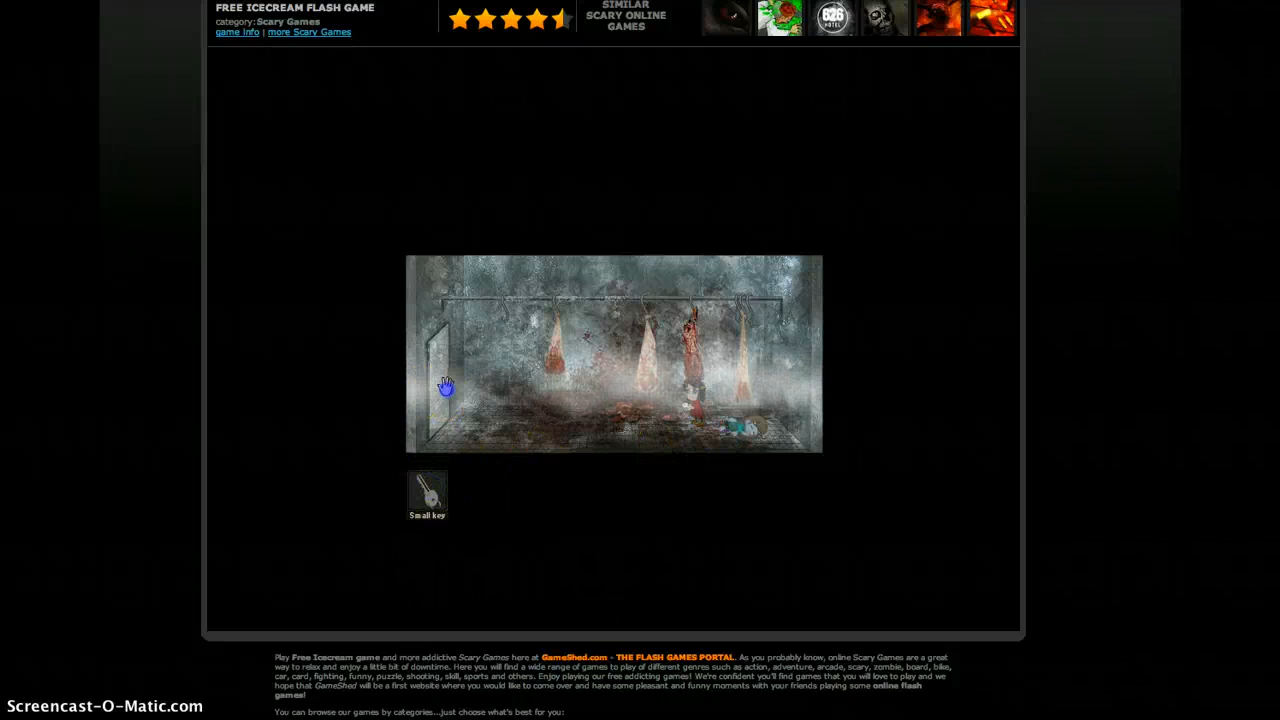 FREE ICECREAM FLASH GAME
category:Scary Games
game Info | more Scary Games
SIMILAR
SCARY ONLINE
GAMES
626
HOTEL
Small key
Play Free Icecream game and more addictive Scary Games here at GameShed.com - THE FLASH GAMES PORTAL. As you probably know, online Scary Games are a great
way to relax and enjoy a little bit of downtime. Here you will find a wide range of games to play of different genres such as action, adventure, arcade, scary, zombie, board, bike,
car, card, fighting, funny, puzzle, shooting, skill, sports and others. Enjoy playing our free addicting games! We're confident you'll find games that you will love to play and we
hope that GameShed will be a first website where you would like to come over and have some pleasant and funny moments with your friends playing some online flash
games!
You can browse our games by categories...just choose what's best for you:
Screencast-O-Matic.com